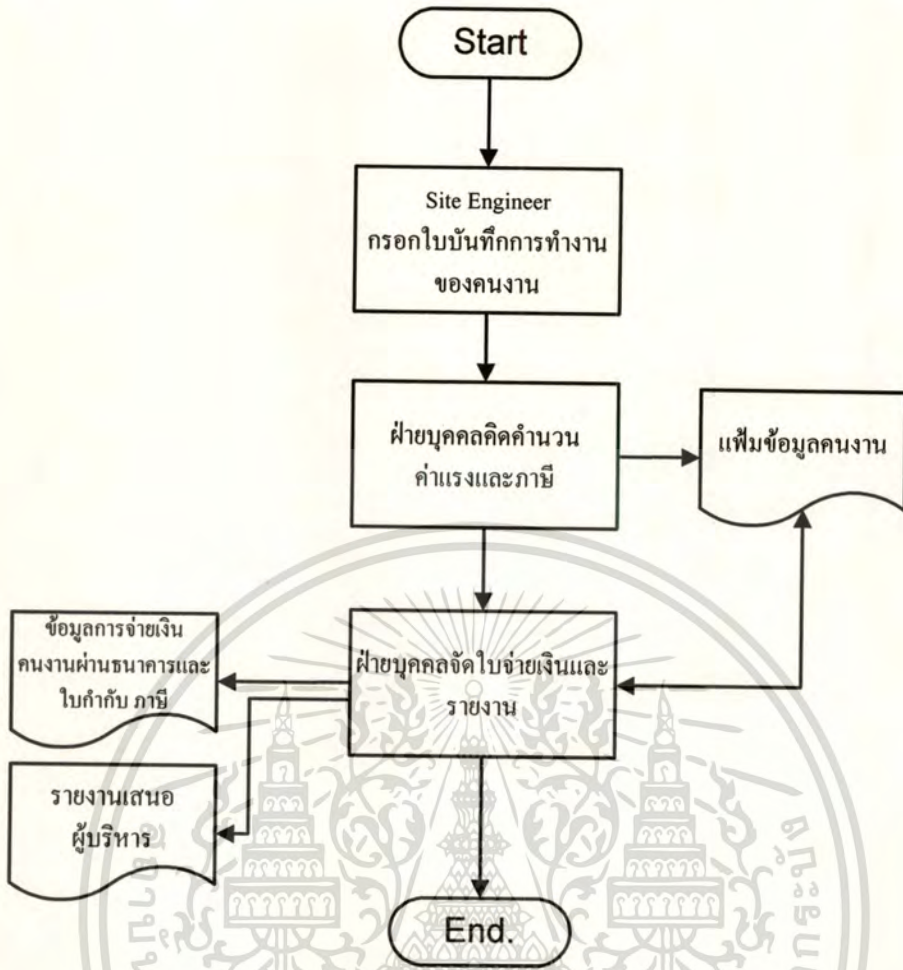 Start
Site Engineer
กรอกใบบันทึกการทำงาน
ของคนงาน
ฝ่ายบุคคลคิดคำนวน
ค่าแรงและภาษี
แฟ้มข้อมูลคนงาน
ข้อมูลการจ่ายเงิน
คนงานผ่านธนาคารและ
ใบกำกับ ภาษี
ฝ่ายบุคคลจัดใบจ่ายเงินและ
รายงาน
รายงานเสนอ
ผู้บริหาร
End.